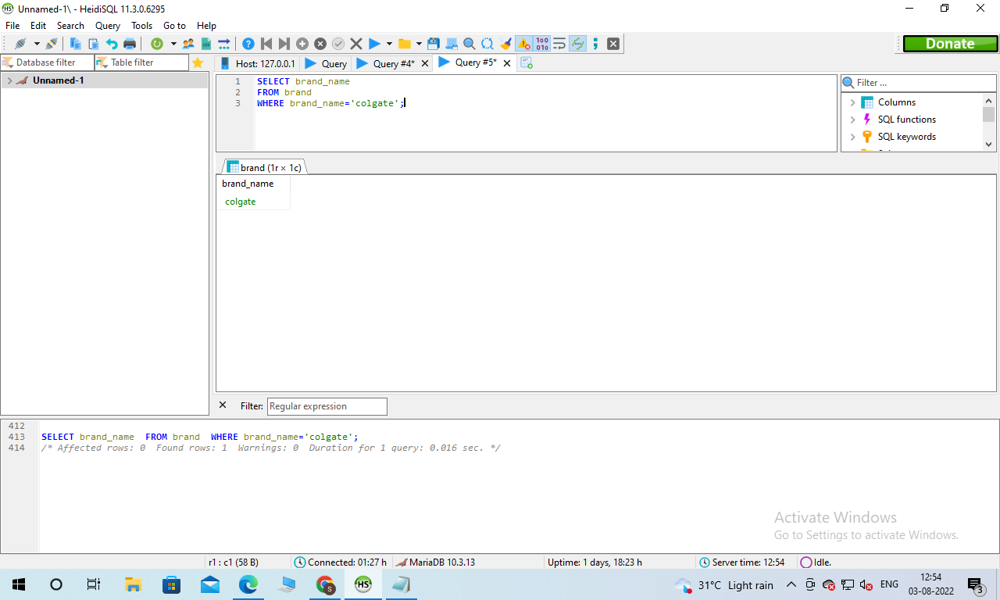 HS Unnamed-1\ - HeidiSQL 11.3.0.6295
File Edit Search Query Tools Go to Help
Donate
Database filter Table filter Host: 127.0.0.1 Query Query #4* Query #5*
Unnamed-1
1 SELECT brand_name
2 FROM brand
3 WHERE brand_name='colgate';
Filter ...
Columns
SQL functions
SQL keywords
brand (1r × 1c)
brand_name
colgate
Filter: Regular expression
412
413 SELECT brand_name  FROM brand  WHERE brand_name='colgate';
414 /* Affected rows: 0  Found rows: 1  Warnings: 0  Duration for 1 query: 0.016 sec. */
Activate Windows
Go to Settings to activate Windows.
r1 : c1 (58 B) Connected: 01:27 h MariaDB 10.3.13 Uptime: 1 days, 18:23 h Server time: 12:54 Idle.
HS 31°C Light rain ENG 12:54
03-08-2022 3